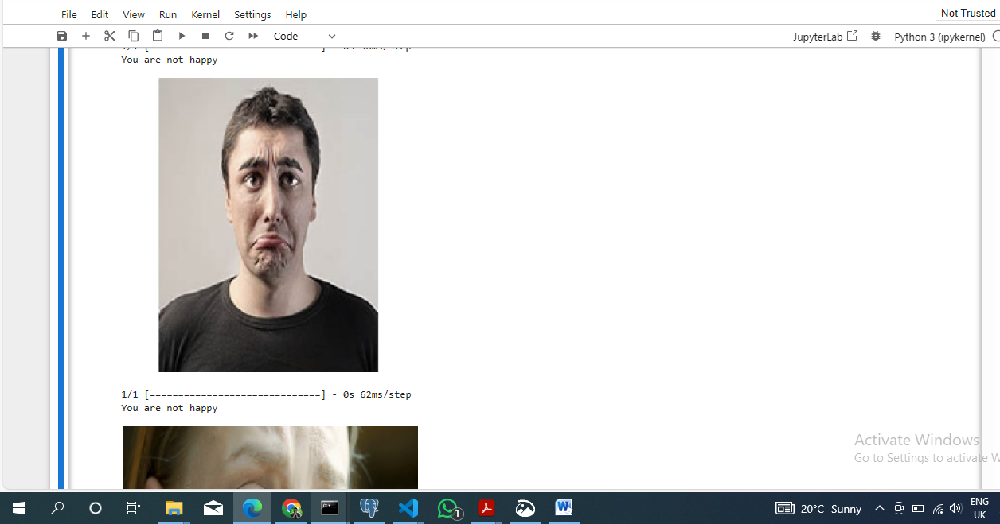 File Edit View Run Kernel Settings Help
Not Trusted
Code
JupyterLab
Python 3 (ipykernel)
You are not happy
1/1 [==============================] - 0s 62ms/step
You are not happy
Activate Windows
Go to Settings to activate W
1
20°C Sunny
ENG
UK